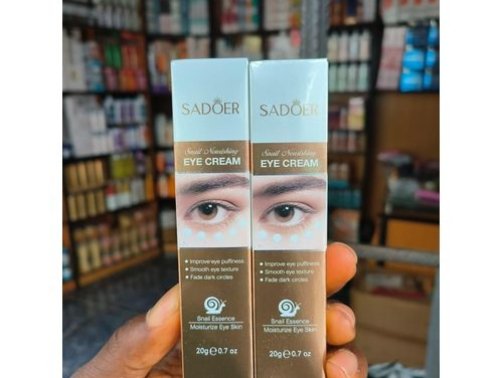 SADOER
Snail Nourishing
EYE CREAM
Improve eye puffiness
Smooth eye texture
Fade dark circles
Snail Essence
Moisturize Eye Skin
20g e 0.7 oz
SADOER
Snail Nourishing
EYE CREAM
Improve eye puffiness
Smooth eye texture
Fade dark circles
Snail Essence
Moisturize Eye Skin
20g e 0.7 oz